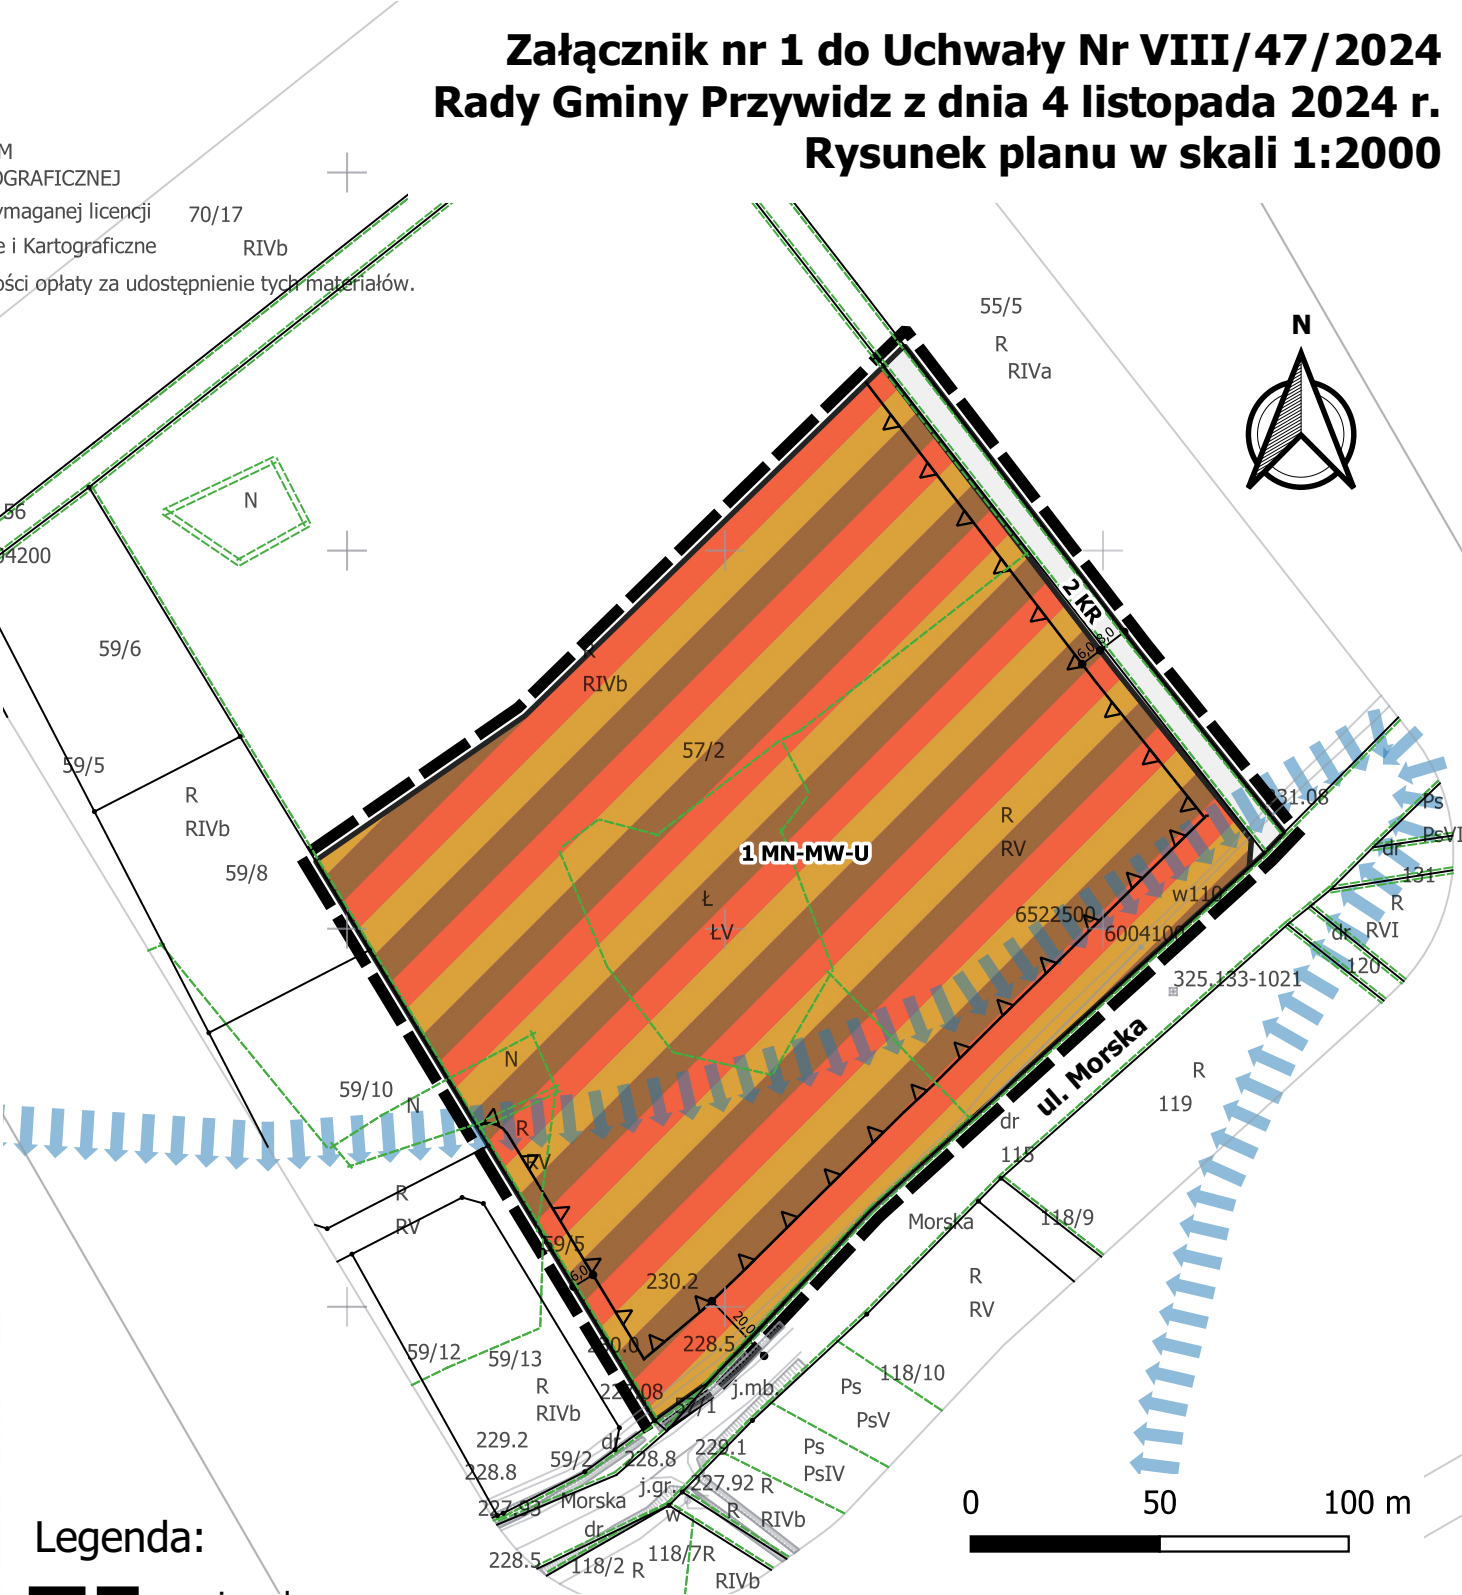 Załącznik nr 1 do Uchwały Nr VIII/47/2024
Rady Gminy Przywidz z dnia 4 listopada 2024 r.
Rysunek planu w skali 1:2000
M
OGRAFICZNEJ
ymaganej licencji
70/17
e i Kartograficzne
RIVb
ości opłaty za udostępnienie tych materiałów.
55/5
R
RIVa
N
N
56
94200
2 KR
6,0
8,0
59/6
RIVb
57/2
59/5
R
RIVb
59/8
231.08
Ps
PsVI
R
RV
1 MN-MW-U
dr
131
Ł
ŁV
w110
6522500
6004100
R
RVI
dr
120
325.133-1021
ul. Morska
N
59/10
N
R
RV
R
119
dr
115
R
RV
Morska
118/9
59/5
6,0
230.2
R
RV
20,0
228.5
230.0
59/12
59/13
R
RIVb
227.08
57/1
j.mb.
Ps
PsV
118/10
229.2
228.8
dr
59/2
228.8
229.1
Ps
PsIV
227.93
Morska
dr
j.gr.
w
227.92
R
R
RIVb
228.5
118/2
R
118/7
R
RIVb
0
50
100 m
Legenda: